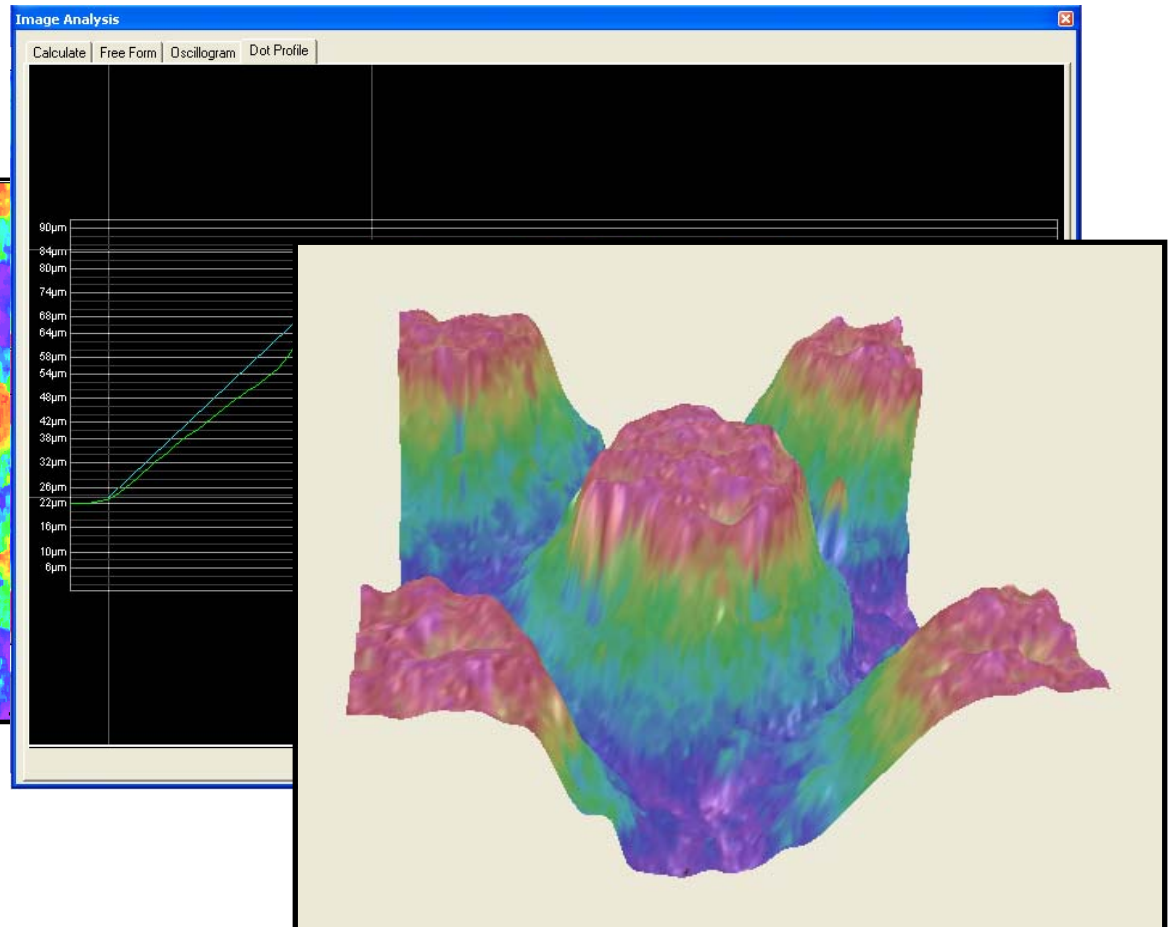 Image Analysis
Calculate
Free Form
Oscillogram
Dot Profile
90µm
84µm
80µm
74µm
68µm
64µm
58µm
54µm
48µm
42µm
38µm
32µm
26µm
22µm
16µm
10µm
6µm